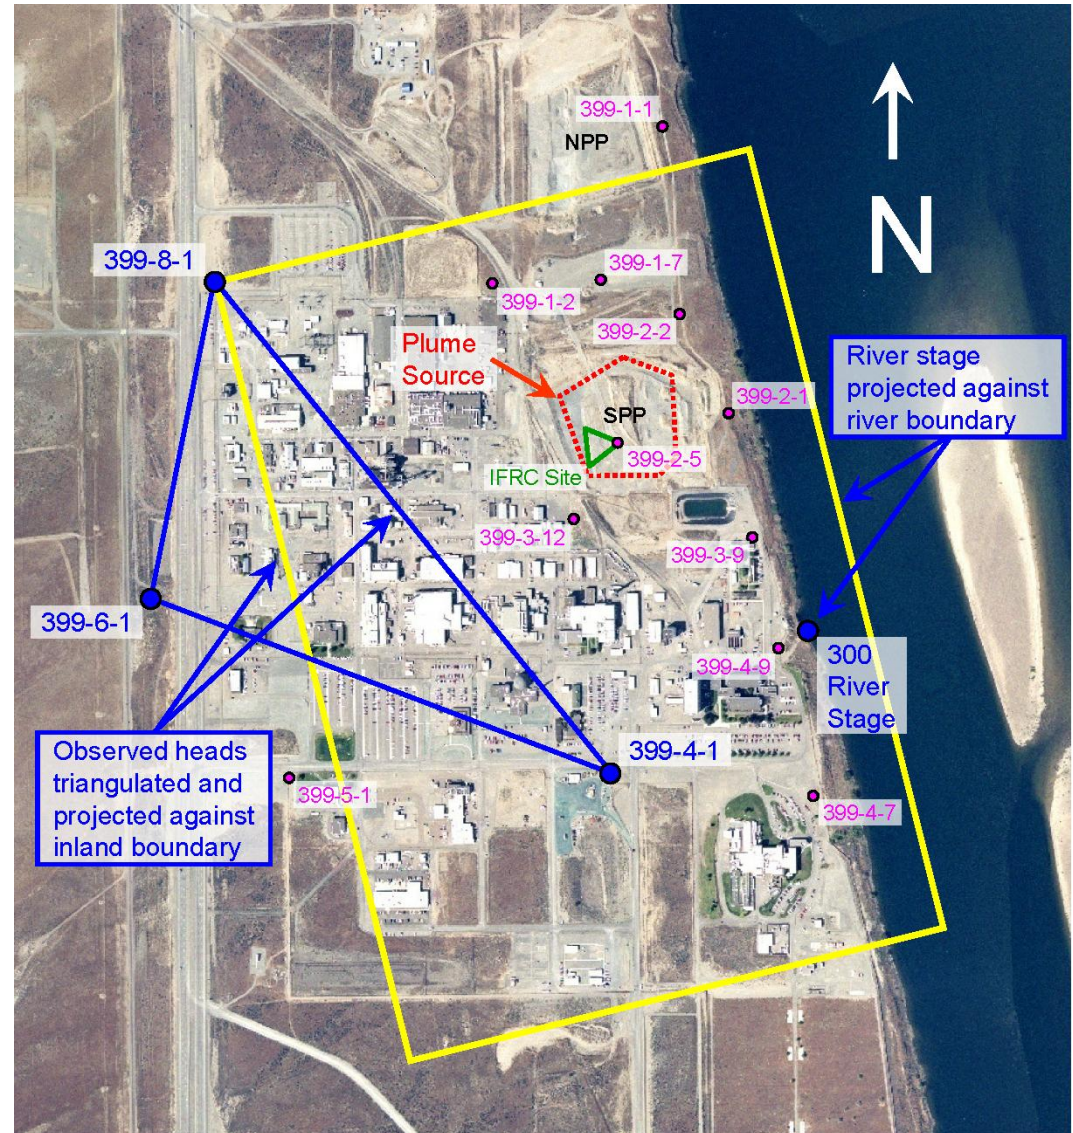 399-1-1
NPP
N
399-8-1
399-1-7
399-1-2
399-2-2
Plume
Source
River stage
projected against
river boundary
399-2-1
SPP
399-2-5
IFRC Site
399-3-12
399-3-9
399-6-1
300
River
Stage
399-4-9
Observed heads
triangulated and
projected against
inland boundary
399-4-1
399-5-1
399-4-7